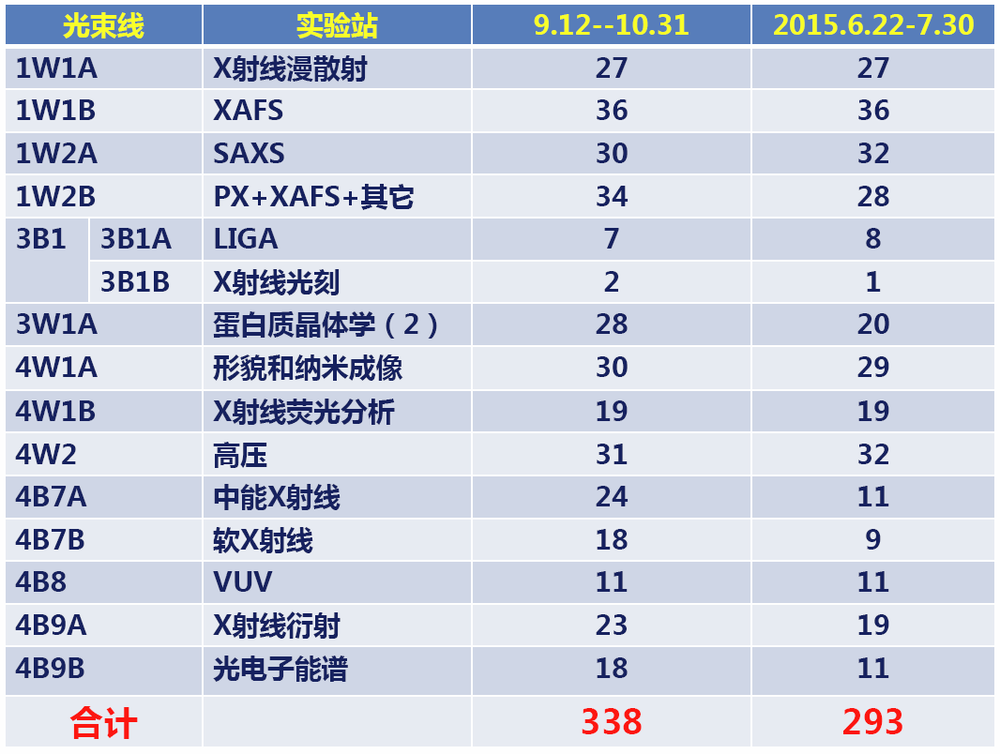 光束线 实验站 9.12--10.31 2015.6.22-7.30
1W1A X射线漫散射 27 27
1W1B XAFS 36 36
1W2A SAXS 30 32
1W2B PX+XAFS+其它 34 28
3B1 3B1A LIGA 7 8
3B1B X射线光刻 2 1
3W1A 蛋白质晶体学（2） 28 20
4W1A 形貌和纳米成像 30 29
4W1B X射线荧光分析 19 19
4W2 高压 31 32
4B7A 中能X射线 24 11
4B7B 软X射线 18 9
4B8 VUV 11 11
4B9A X射线衍射 23 19
4B9B 光电子能谱 18 11
合计 338 293